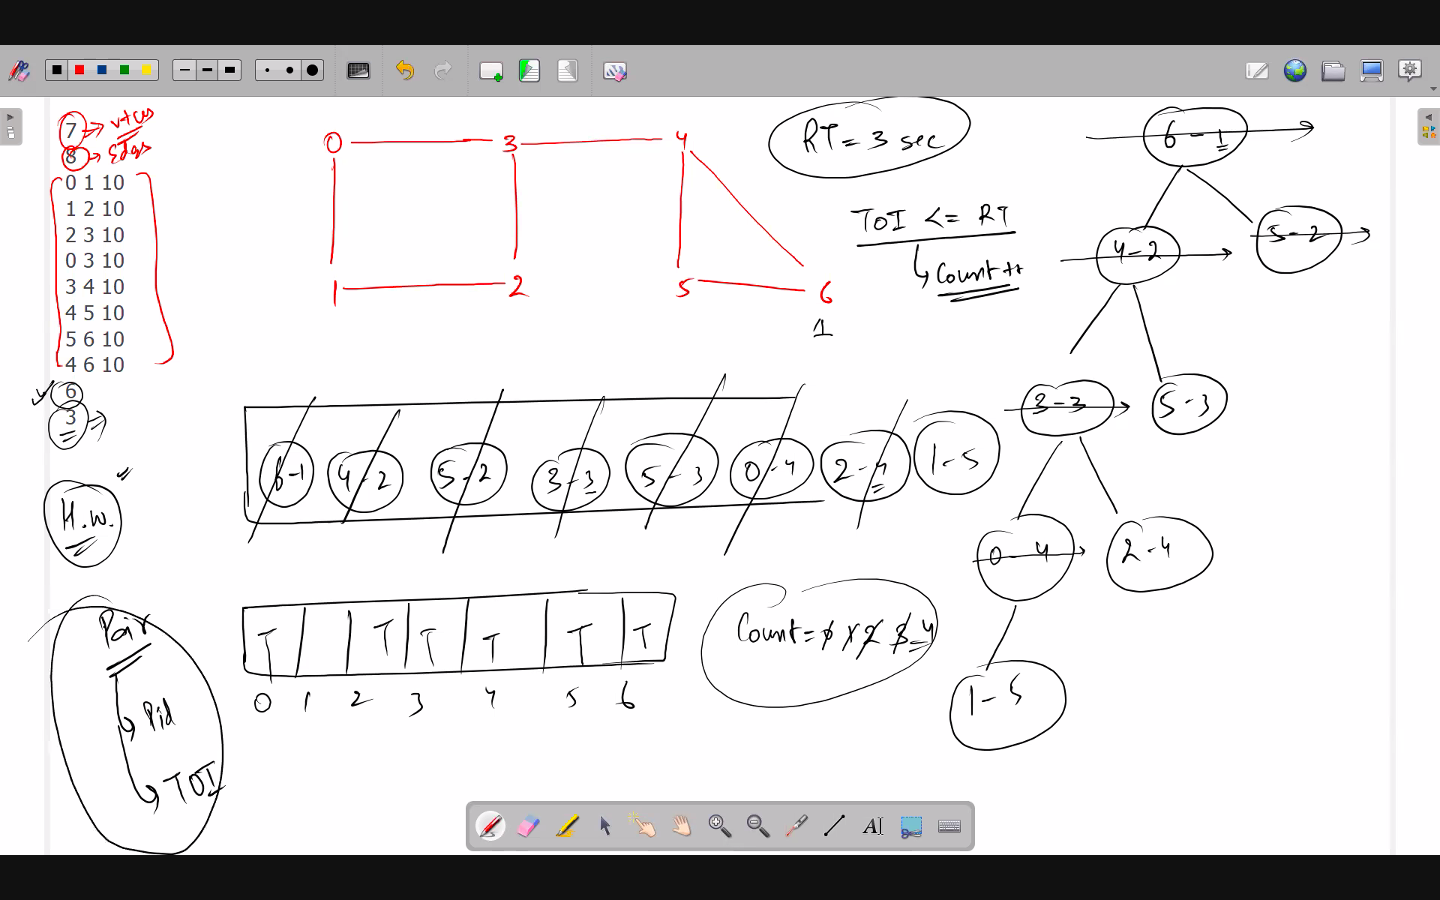 7 → vtces
8 → Edges
0 1 10
1 2 10
2 3 10
0 3 10
3 4 10
4 5 10
5 6 10
4 6 10
6
3
H.W.
Pair
Pid
TOI
0 3 4
1 2 5 6
1
RT = 3 sec
TOI <= RT
Count++
6-1
4-2 5-2
3-3 5-3
0-4 2-4
1-5
6-1 4-2 5-2 3-3 5-3 0-4 2-4 1-5
T T T T T T
0 1 2 3 4 5 6
Count = 0 1 2 3 4
AI